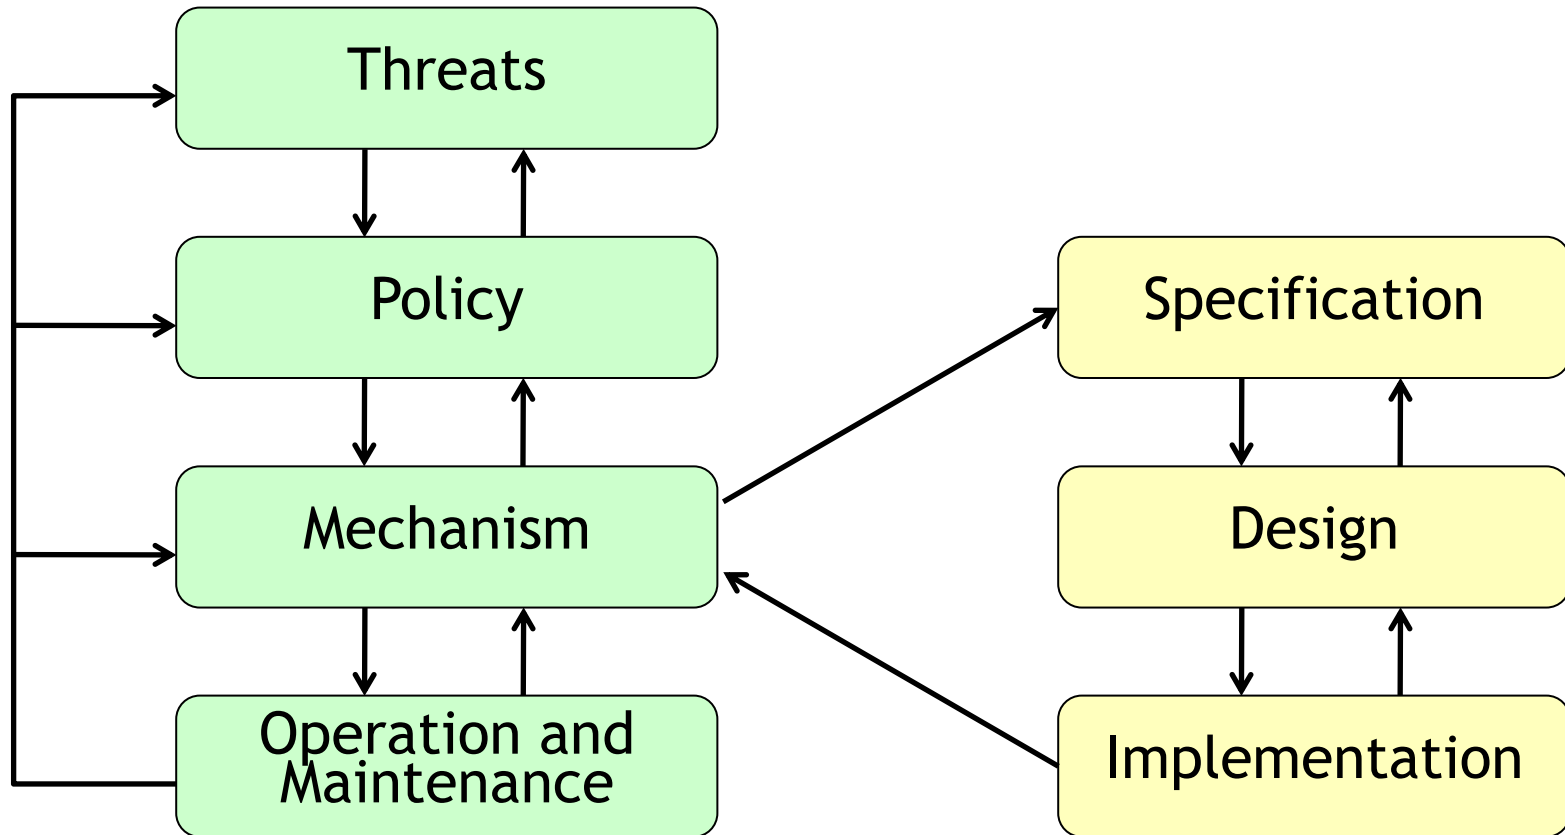 Threats
Policy
Mechanism
Operation and
Maintenance
Specification
Design
Implementation